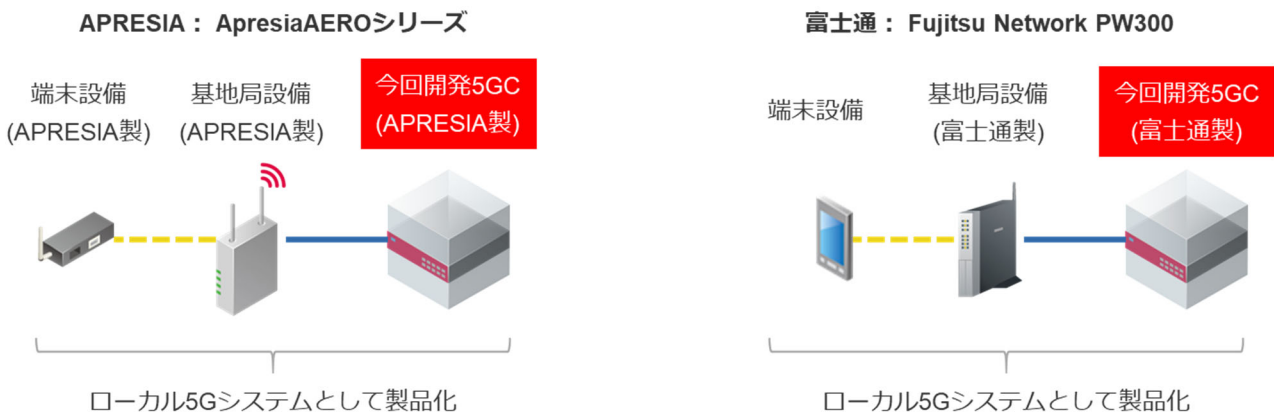 APRESIA： ApresiaAEROシリーズ
端末設備
(APRESIA製)
基地局設備
(APRESIA製)
今回開発5GC
(APRESIA製)
ローカル5Gシステムとして製品化
富士通： Fujitsu Network PW300
端末設備
基地局設備
(富士通製)
今回開発5GC
(富士通製)
ローカル5Gシステムとして製品化